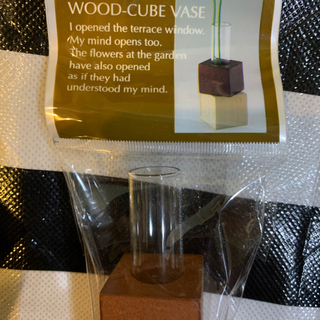 WOOD-CUBE VASE
I opened the terrace window.
My mind opens too.
The flowers at the garden
have also opened
as if they had
understood my mind.